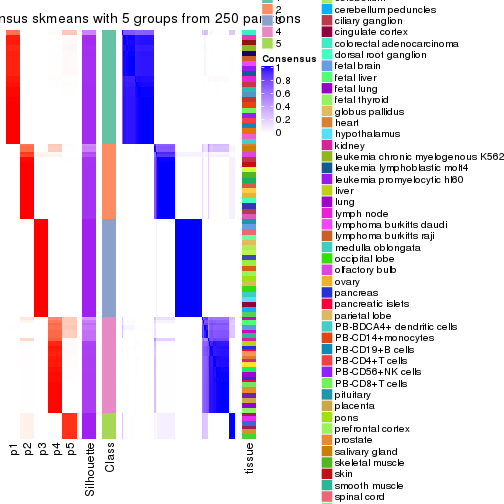 nsus skmeans with 5 groups from 250 pa
ons
2
4
5
Consensus
1
0.8
0.6
0.4
0.2
0
p1
p2
p3
p4
p5
Silhouette
Class
tissue
cerebellum peduncles
ciliary ganglion
cingulate cortex
colorectal adenocarcinoma
dorsal root ganglion
fetal brain
fetal liver
fetal lung
fetal thyroid
globus pallidus
heart
hypothalamus
kidney
leukemia chronic myelogenous K562
leukemia lymphoblastic molt4
leukemia promyelocytic hl60
liver
lung
lymph node
lymphoma burkitts daudi
lymphoma burkitts raji
medulla oblongata
occipital lobe
olfactory bulb
ovary
pancreas
pancreatic islets
parietal lobe
PB-BDCA4+ dendritic cells
PB-CD14+monocytes
PB-CD19+B cells
PB-CD4+T cells
PB-CD56+NK cells
PB-CD8+T cells
pituitary
placenta
pons
prefrontal cortex
prostate
salivary gland
skeletal muscle
skin
smooth muscle
spinal cord